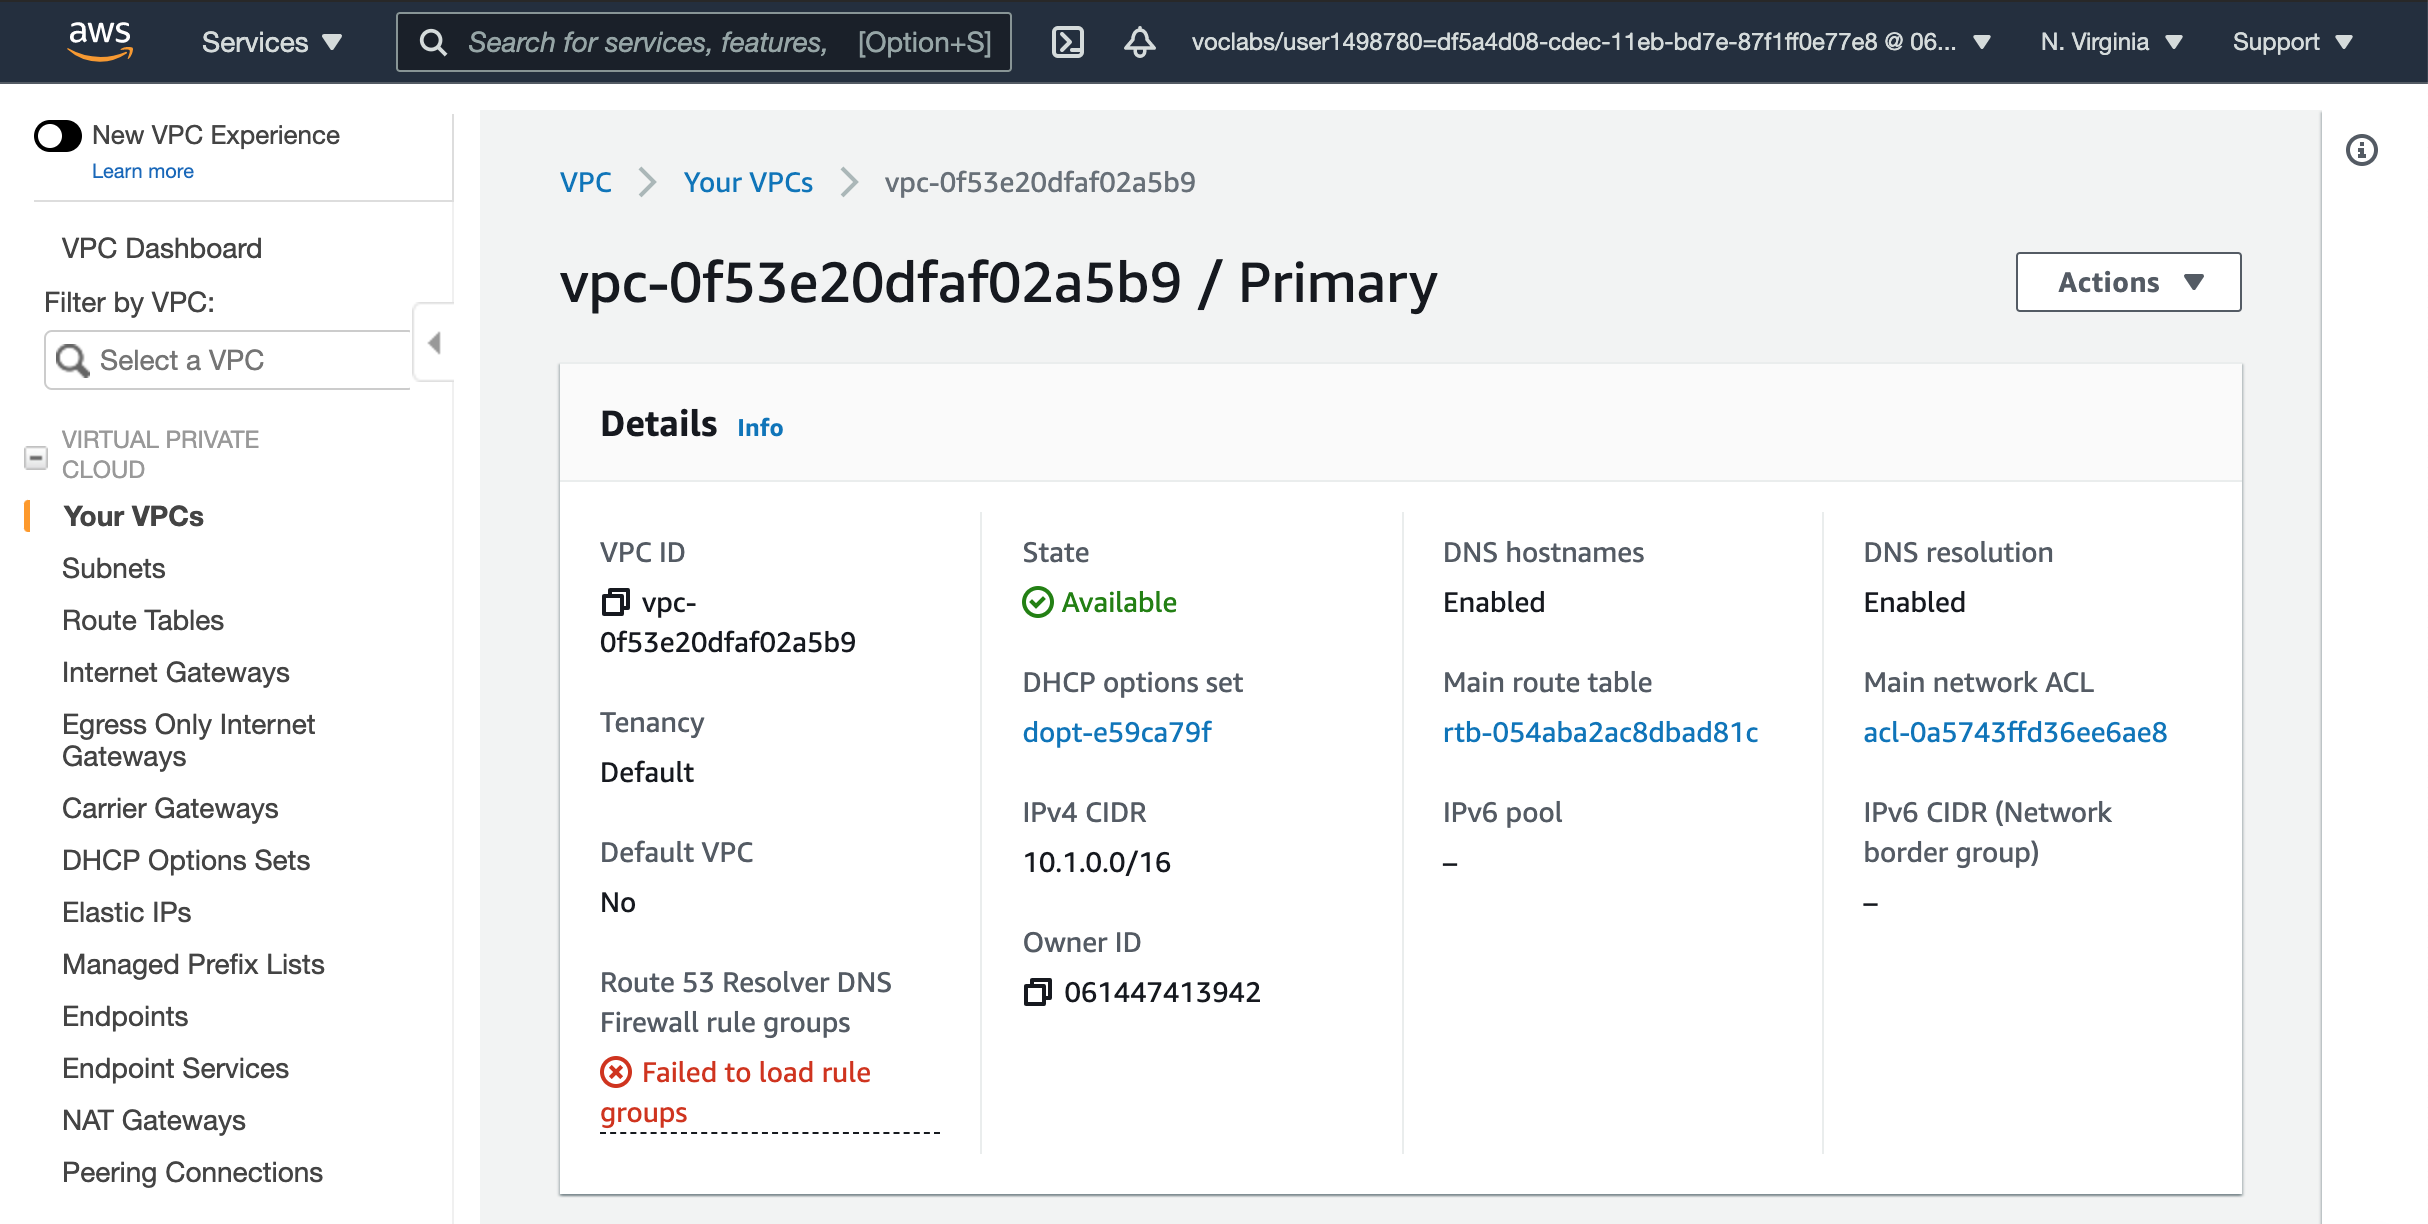 aws
Services
Search for services, features, [Option+S]
voclabs/user1498780=df5a4d08-cdec-11eb-bd7e-87f1ff0e77e8 @ 06...
N. Virginia
Support
New VPC Experience
Learn more
VPC Dashboard
Filter by VPC:
Select a VPC
VIRTUAL PRIVATE
CLOUD
Your VPCs
Subnets
Route Tables
Internet Gateways
Egress Only Internet
Gateways
Carrier Gateways
DHCP Options Sets
Elastic IPs
Managed Prefix Lists
Endpoints
Endpoint Services
NAT Gateways
Peering Connections
VPC
Your VPCs
vpc-0f53e20dfaf02a5b9
vpc-0f53e20dfaf02a5b9 / Primary
Actions
Details
Info
VPC ID
vpc-
0f53e20dfaf02a5b9
Tenancy
Default
Default VPC
No
Route 53 Resolver DNS
Firewall rule groups
Failed to load rule
groups
State
Available
DHCP options set
dopt-e59ca79f
IPv4 CIDR
10.1.0.0/16
Owner ID
061447413942
DNS hostnames
Enabled
Main route table
rtb-054aba2ac8dbad81c
IPv6 pool
–
DNS resolution
Enabled
Main network ACL
acl-0a5743ffd36ee6ae8
IPv6 CIDR (Network
border group)
–